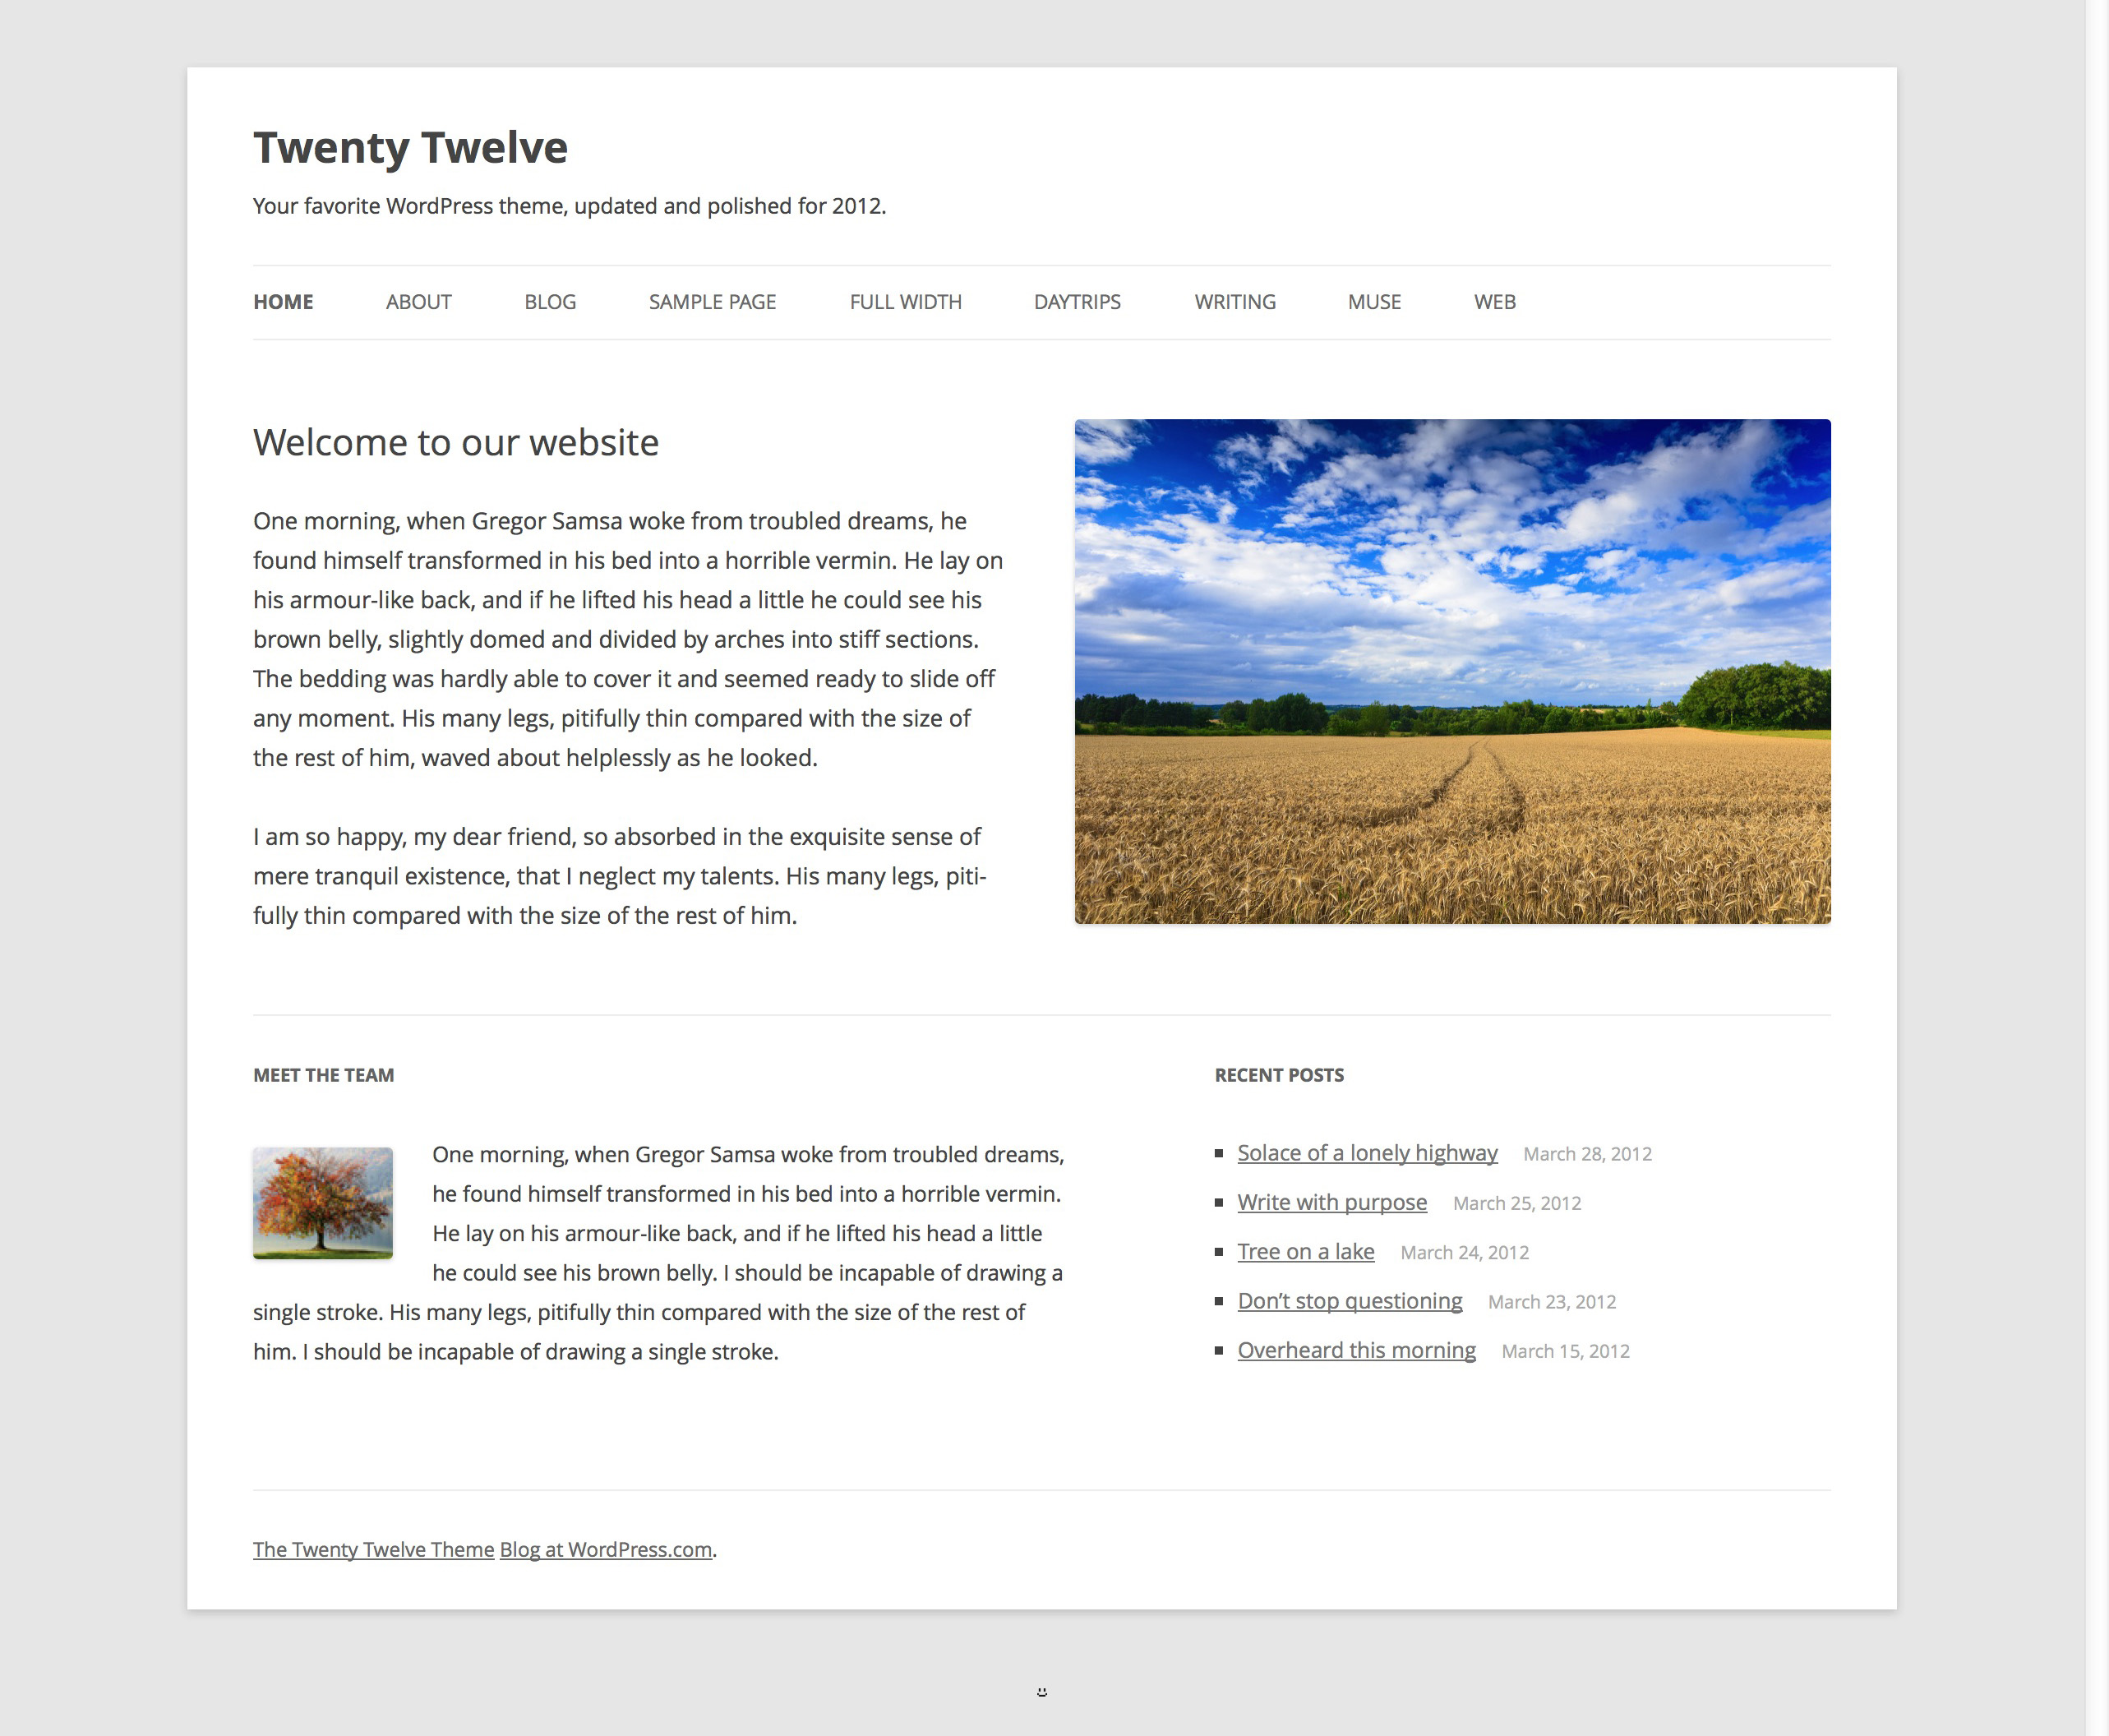 Twenty Twelve
Your favorite WordPress theme, updated and polished for 2012.
HOME ABOUT BLOG SAMPLE PAGE FULL WIDTH DAYTRIPS WRITING MUSE WEB
Welcome to our website
One morning, when Gregor Samsa woke from troubled dreams, he
found himself transformed in his bed into a horrible vermin. He lay on
his armour-like back, and if he lifted his head a little he could see his
brown belly, slightly domed and divided by arches into stiff sections.
The bedding was hardly able to cover it and seemed ready to slide off
any moment. His many legs, pitifully thin compared with the size of
the rest of him, waved about helplessly as he looked.
I am so happy, my dear friend, so absorbed in the exquisite sense of
mere tranquil existence, that I neglect my talents. His many legs, piti-
fully thin compared with the size of the rest of him.
MEET THE TEAM
One morning, when Gregor Samsa woke from troubled dreams,
he found himself transformed in his bed into a horrible vermin.
He lay on his armour-like back, and if he lifted his head a little
he could see his brown belly. I should be incapable of drawing a
single stroke. His many legs, pitifully thin compared with the size of the rest of
him. I should be incapable of drawing a single stroke.
RECENT POSTS
Solace of a lonely highway March 28, 2012
Write with purpose March 25, 2012
Tree on a lake March 24, 2012
Don’t stop questioning March 23, 2012
Overheard this morning March 15, 2012
The Twenty Twelve Theme Blog at WordPress.com.